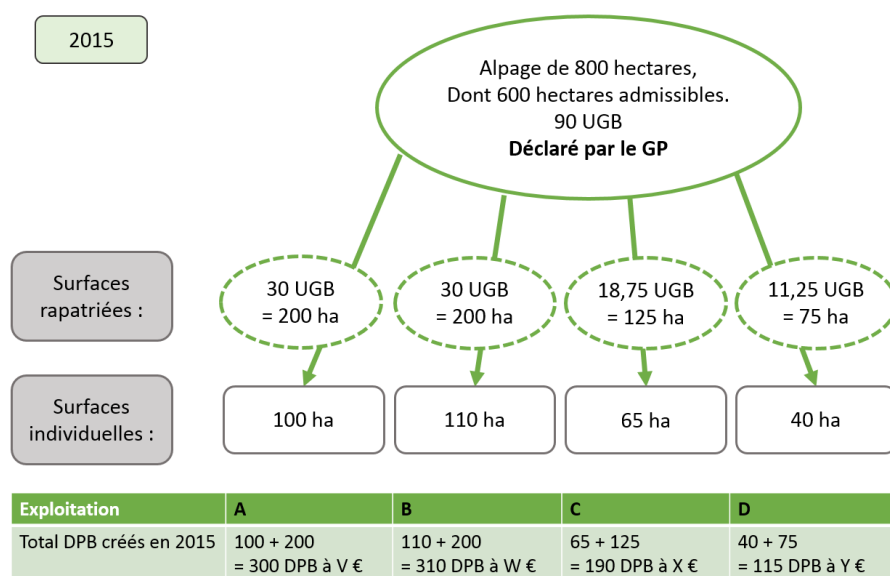 2015
Alpage de 800 hectares,
Dont 600 hectares admissibles.
90 UGB
Déclaré par le GP
Surfaces
rapatriées :
30 UGB
= 200 ha
30 UGB
= 200 ha
18,75 UGB
= 125 ha
11,25 UGB
= 75 ha
Surfaces
individuelles :
100 ha
110 ha
65 ha
40 ha
Exploitation A B C D
Total DPB créés en 2015 100 + 200 110 + 200 65 + 125 40 + 75
= 300 DPB à V € = 310 DPB à W € = 190 DPB à X € = 115 DPB à Y €